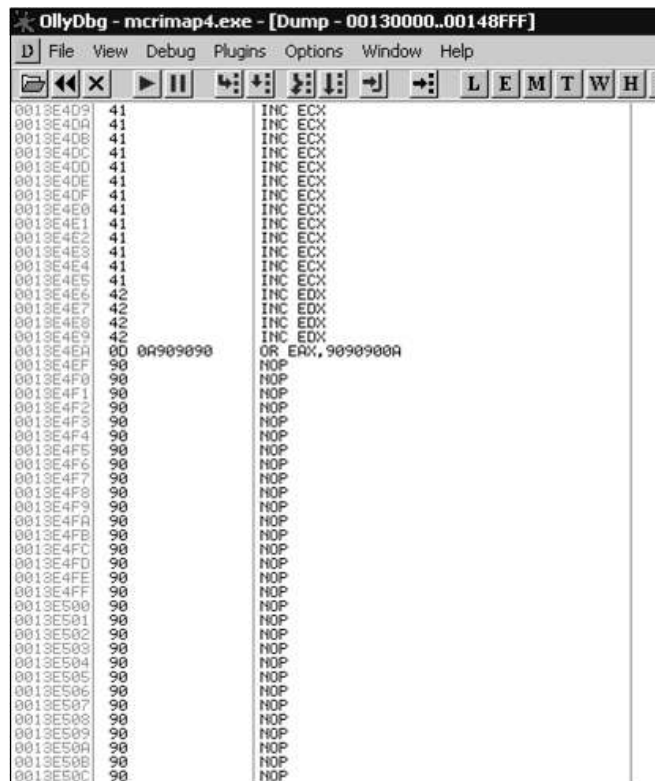 OllyDbg - mcrimap4.exe - [Dump - 00130000..00148FFF]
D File View Debug Plugins Options Window Help
L E M T W H
0013E4D9 41 INC ECX
0013E4DA 41 INC ECX
0013E4DB 41 INC ECX
0013E4DC 41 INC ECX
0013E4DD 41 INC ECX
0013E4DE 41 INC ECX
0013E4DF 41 INC ECX
0013E4E0 41 INC ECX
0013E4E1 41 INC ECX
0013E4E2 41 INC ECX
0013E4E3 41 INC ECX
0013E4E4 41 INC ECX
0013E4E5 41 INC ECX
0013E4E6 42 INC EDX
0013E4E7 42 INC EDX
0013E4E8 42 INC EDX
0013E4E9 42 INC EDX
0013E4EA 0D 0A909090 OR EAX,9090900A
0013E4EF 90 NOP
0013E4F0 90 NOP
0013E4F1 90 NOP
0013E4F2 90 NOP
0013E4F3 90 NOP
0013E4F4 90 NOP
0013E4F5 90 NOP
0013E4F6 90 NOP
0013E4F7 90 NOP
0013E4F8 90 NOP
0013E4F9 90 NOP
0013E4FA 90 NOP
0013E4FB 90 NOP
0013E4FC 90 NOP
0013E4FD 90 NOP
0013E4FE 90 NOP
0013E4FF 90 NOP
0013E500 90 NOP
0013E501 90 NOP
0013E502 90 NOP
0013E503 90 NOP
0013E504 90 NOP
0013E505 90 NOP
0013E506 90 NOP
0013E507 90 NOP
0013E508 90 NOP
0013E509 90 NOP
0013E50A 90 NOP
0013E50B 90 NOP
0013E50C 90 NOP